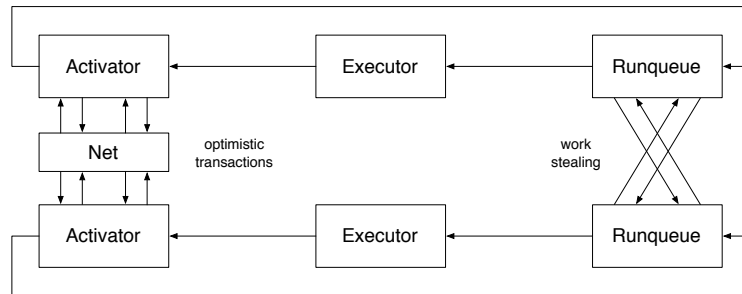 Activator
Executor
Runqueue
Net
optimistic
transactions
work
stealing
Activator
Executor
Runqueue